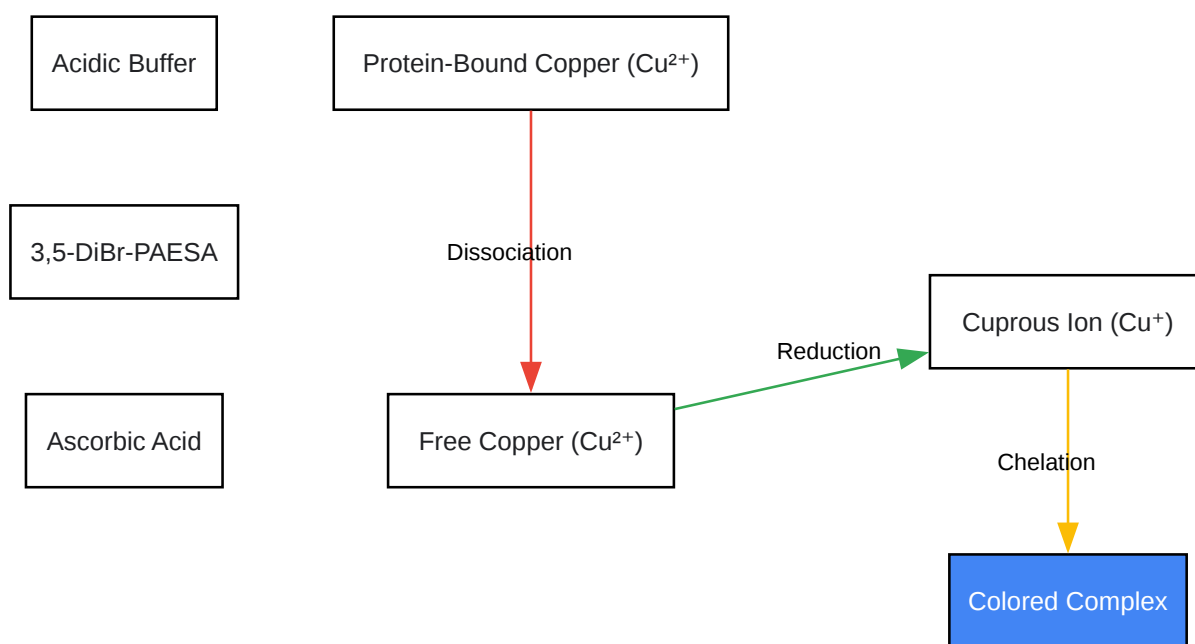 Acidic Buffer
Protein-Bound Copper (Cu²⁺)
3,5-DiBr-PAESA
Dissociation
Cuprous Ion (Cu⁺)
Reduction
Ascorbic Acid
Free Copper (Cu²⁺)
Chelation
Colored Complex